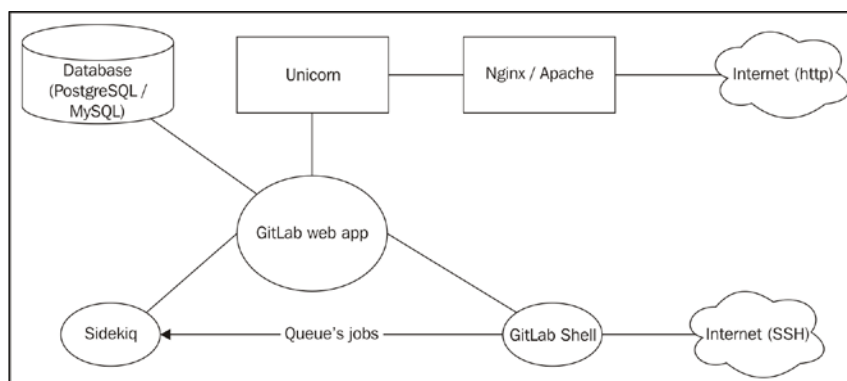 Database
(PostgreSQL /
MySQL)
Unicorn
Nginx / Apache
Internet (http)
GitLab web app
Sidekiq
Queue's jobs
GitLab Shell
Internet (SSH)